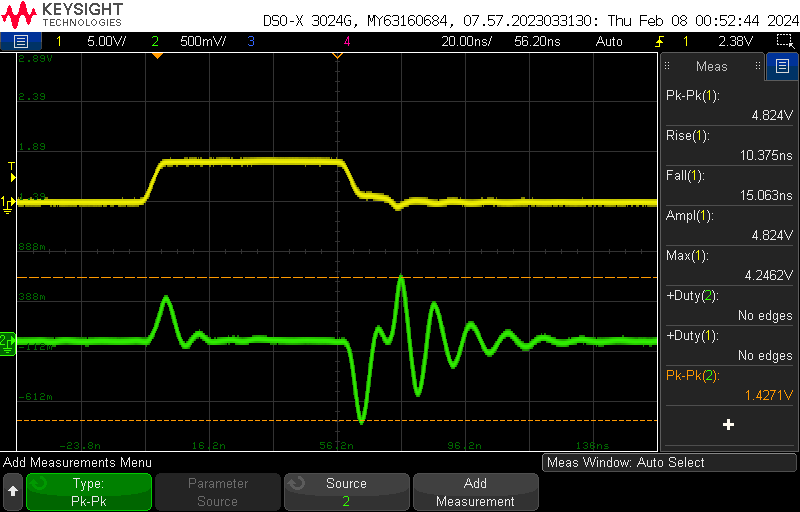 KEYSIGHT
TECHNOLOGIES
DSO-X 3024G, MY63160684, 07.57.2023033130: Thu Feb 08 00:52:44 2024
1 5.00V/ 2 500mV/ 3 4 20.00ns/ 56.20ns Auto 1 2.38V
2.89V
2.39
1.89
1.39
888m
388m
-112m
-612m
T
1
2
-23.8n 16.2n 56.2n 96.2n 136n
Meas
Pk-Pk(1):
4.824V
Rise(1):
10.375ns
Fall(1):
15.063ns
Ampl(1):
4.824V
Max(1):
4.2462V
+Duty(2):
No edges
+Duty(1):
No edges
Pk-Pk(2):
1.4271V
+
Add Measurements Menu
Meas Window: Auto Select
Type:
Pk-Pk
Parameter
Source
Source
2
Add
Measurement